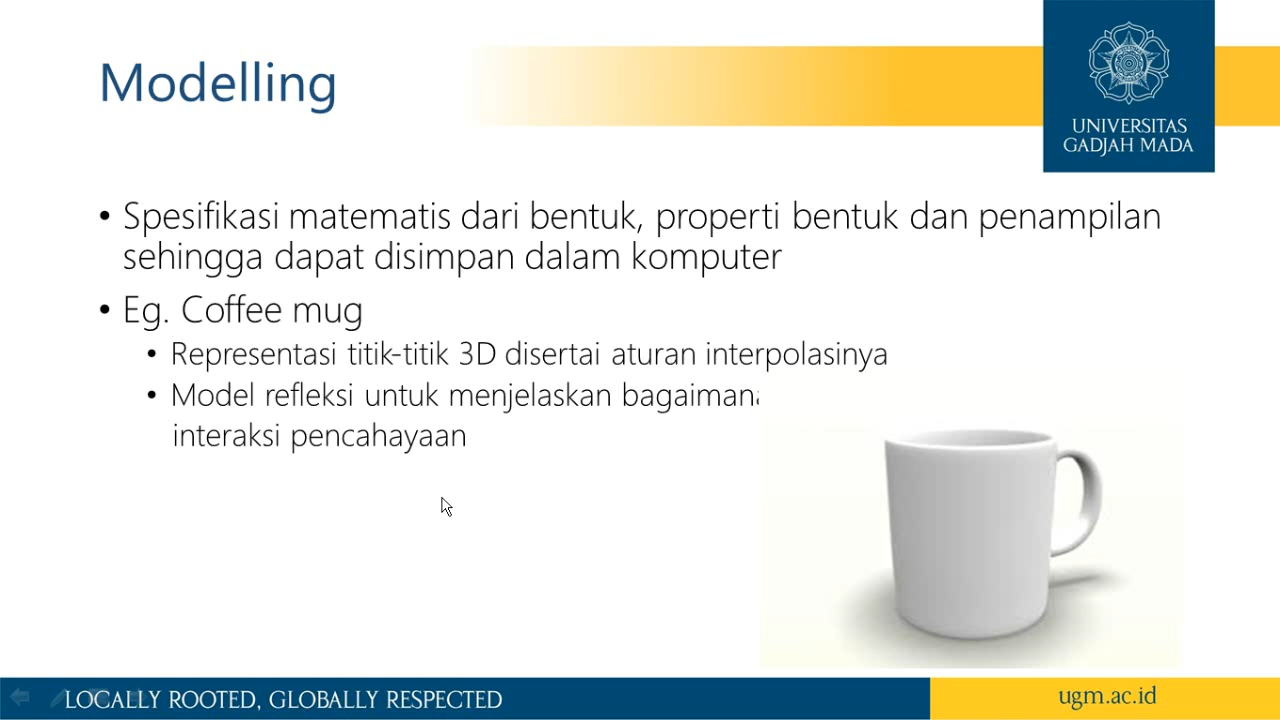 Modelling
UNIVERSITAS
GADJAH MADA
• Spesifikasi matematis dari bentuk, properti bentuk dan penampilan
sehingga dapat disimpan dalam komputer
• Eg. Coffee mug
• Representasi titik-titik 3D disertai aturan interpolasinya
• Model refleksi untuk menjelaskan bagaimana
interaksi pencahayaan
LOCALLY ROOTED, GLOBALLY RESPECTED
ugm.ac.id